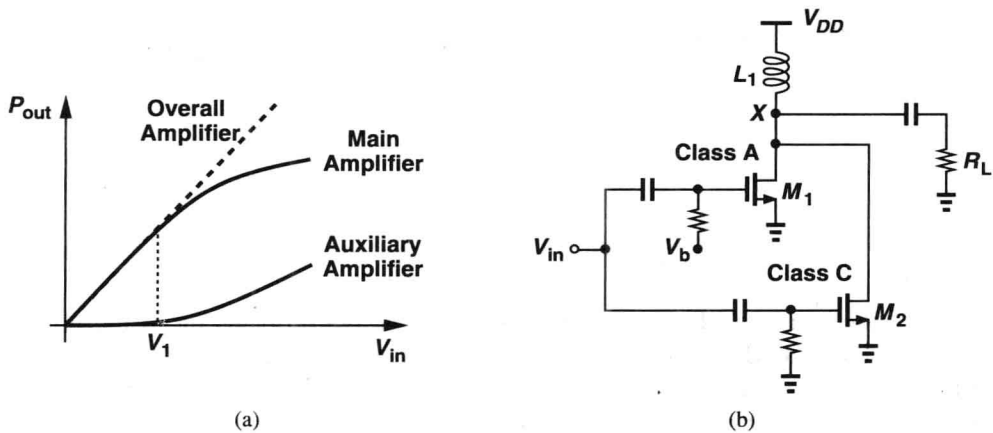 P_out
Overall
Amplifier
Main
Amplifier
Auxiliary
Amplifier
V_1
V_in
(a)
V_DD
L_1
X
Class A
M_1
R_L
V_in
V_b
Class C
M_2
(b)